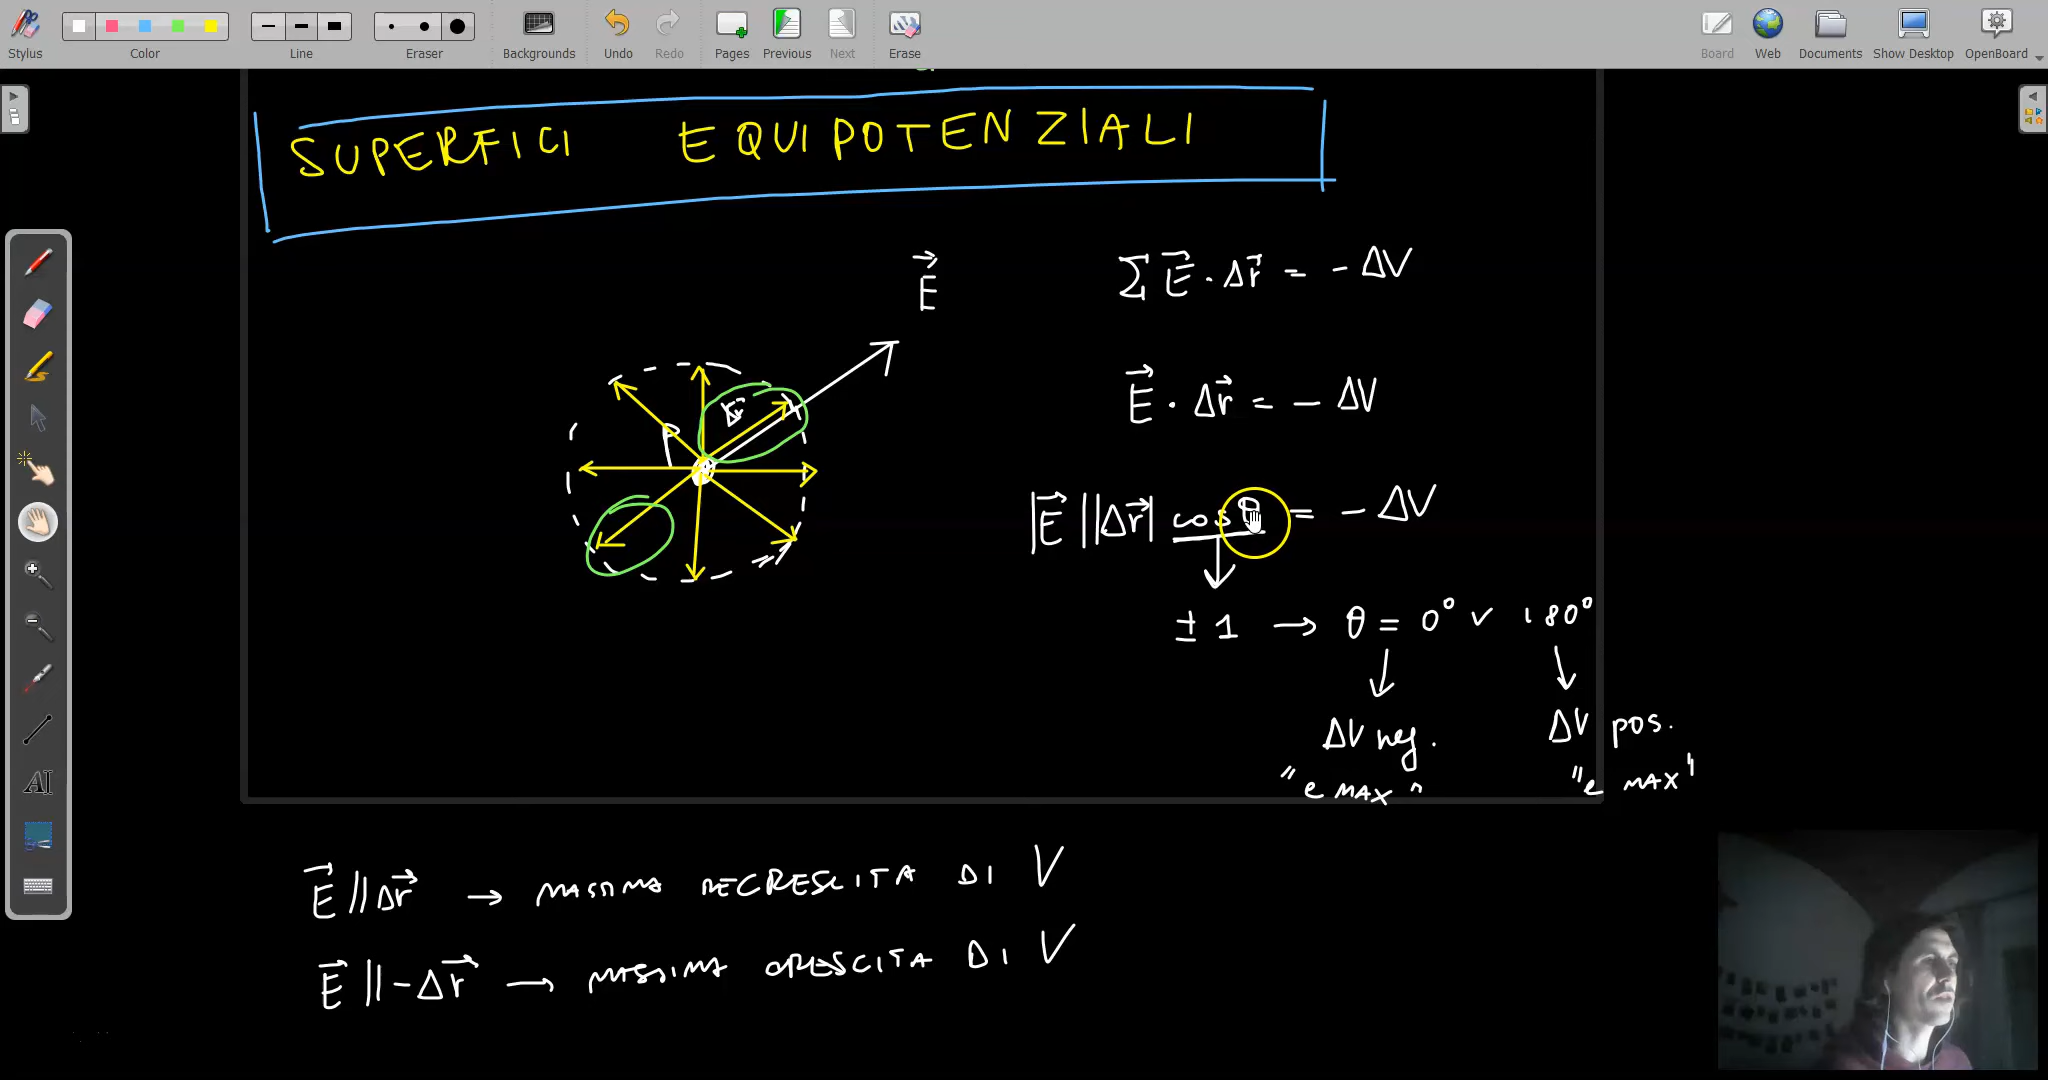 Stylus Color Line Eraser Backgrounds Undo Redo Pages Previous Next Erase Board Web Documents Show Desktop OpenBoard
SUPERFICI EQUIPOTENZIALI
E⃗
Δr⃗
∑ E⃗ · Δr⃗ = - ΔV
E⃗ · Δr⃗ = - ΔV
|E⃗||Δr⃗| cos θ = - ΔV
± 1 → θ = 0° v 180°
ΔV neg. ΔV pos.
"e MAX" "e MAX"
E⃗ // Δr⃗ → MASSIMA DECRESCITA DI V
E⃗ // -Δr⃗ → MASSIMA CRESCITA DI V